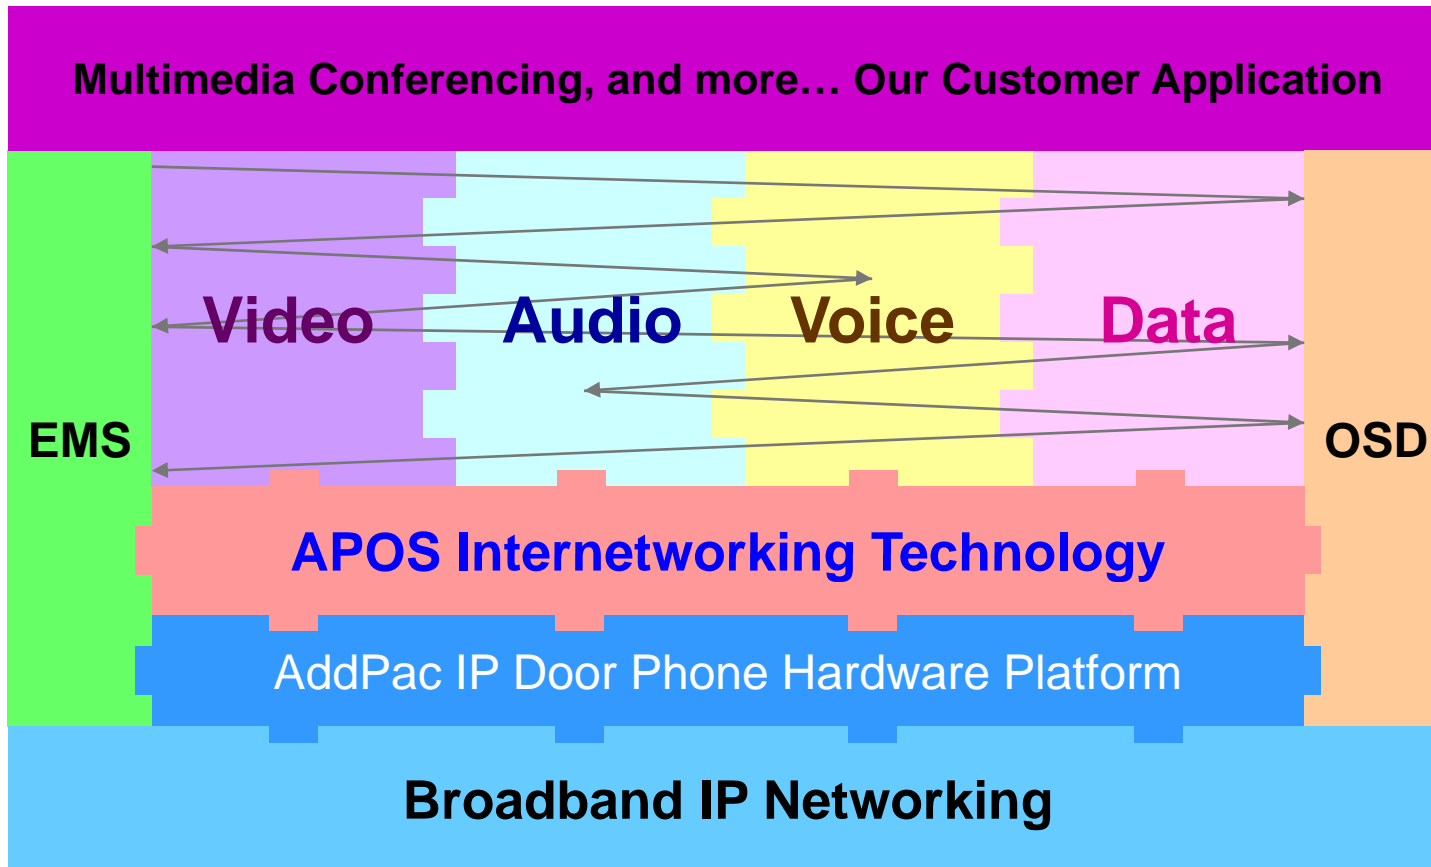 Multimedia Conferencing, and more… Our Customer Application
Video
Audio
Voice
Data
EMS
OSD
APOS Internetworking Technology
AddPac IP Door Phone Hardware Platform
Broadband IP Networking